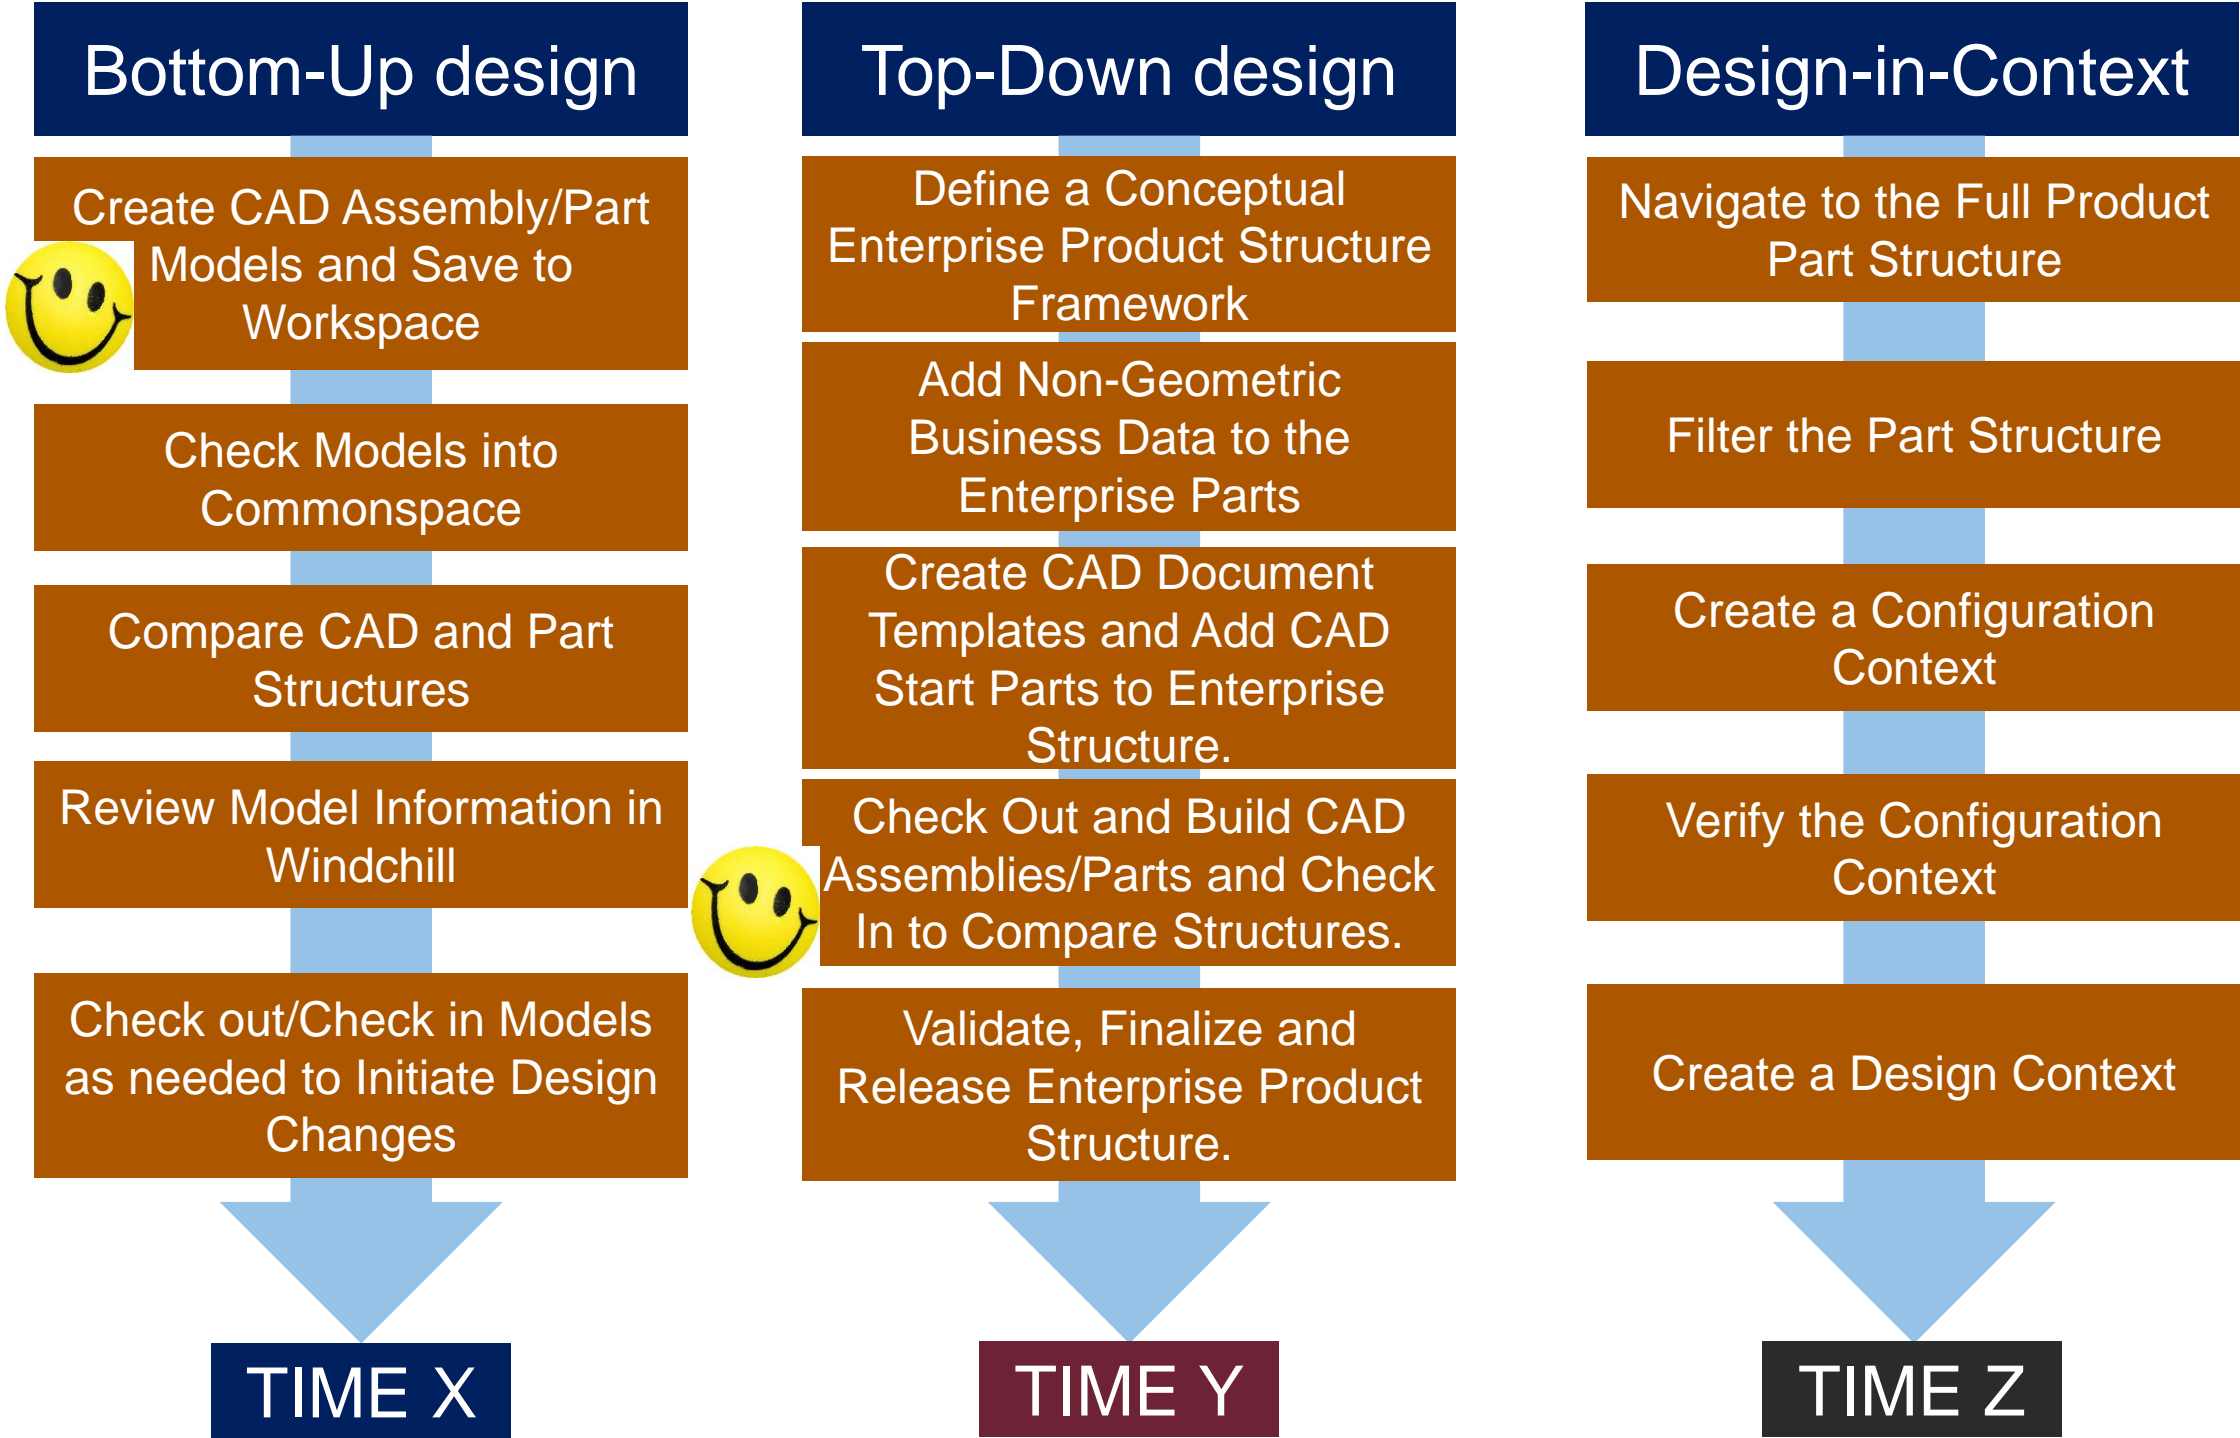 Bottom-Up design
Create CAD Assembly/Part
Models and Save to
Workspace
Check Models into
Commonspace
Compare CAD and Part
Structures
Review Model Information in
Windchill
Check out/Check in Models
as needed to Initiate Design
Changes
TIME X
Top-Down design
Define a Conceptual
Enterprise Product Structure
Framework
Add Non-Geometric
Business Data to the
Enterprise Parts
Create CAD Document
Templates and Add CAD
Start Parts to Enterprise
Structure.
Check Out and Build CAD
Assemblies/Parts and Check
In to Compare Structures.
Validate, Finalize and
Release Enterprise Product
Structure.
TIME Y
Design-in-Context
Navigate to the Full Product
Part Structure
Filter the Part Structure
Create a Configuration
Context
Verify the Configuration
Context
Create a Design Context
TIME Z